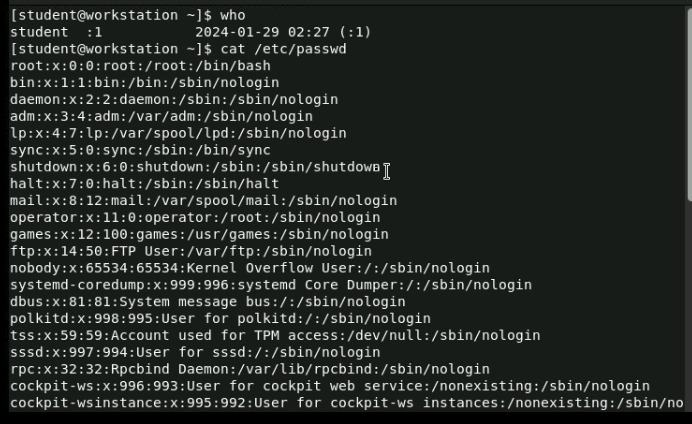 [student@workstation ~]$ who
student  :1           2024-01-29 02:27 (:1)
[student@workstation ~]$ cat /etc/passwd
root:x:0:0:root:/root:/bin/bash
bin:x:1:1:bin:/bin:/sbin/nologin
daemon:x:2:2:daemon:/sbin:/sbin/nologin
adm:x:3:4:adm:/var/adm:/sbin/nologin
lp:x:4:7:lp:/var/spool/lpd:/sbin/nologin
sync:x:5:0:sync:/sbin:/bin/sync
shutdown:x:6:0:shutdown:/sbin:/sbin/shutdown
halt:x:7:0:halt:/sbin:/sbin/halt
mail:x:8:12:mail:/var/spool/mail:/sbin/nologin
operator:x:11:0:operator:/root:/sbin/nologin
games:x:12:100:games:/usr/games:/sbin/nologin
ftp:x:14:50:FTP User:/var/ftp:/sbin/nologin
nobody:x:65534:65534:Kernel Overflow User:/:/sbin/nologin
systemd-coredump:x:999:996:systemd Core Dumper:/:/sbin/nologin
dbus:x:81:81:System message bus:/:/sbin/nologin
polkitd:x:998:995:User for polkitd:/:/sbin/nologin
tss:x:59:59:Account used for TPM access:/dev/null:/sbin/nologin
sssd:x:997:994:User for sssd:/:/sbin/nologin
rpc:x:32:32:Rpcbind Daemon:/var/lib/rpcbind:/sbin/nologin
cockpit-ws:x:996:993:User for cockpit web service:/nonexisting:/sbin/nologin
cockpit-wsinstance:x:995:992:User for cockpit-ws instances:/nonexisting:/sbin/no